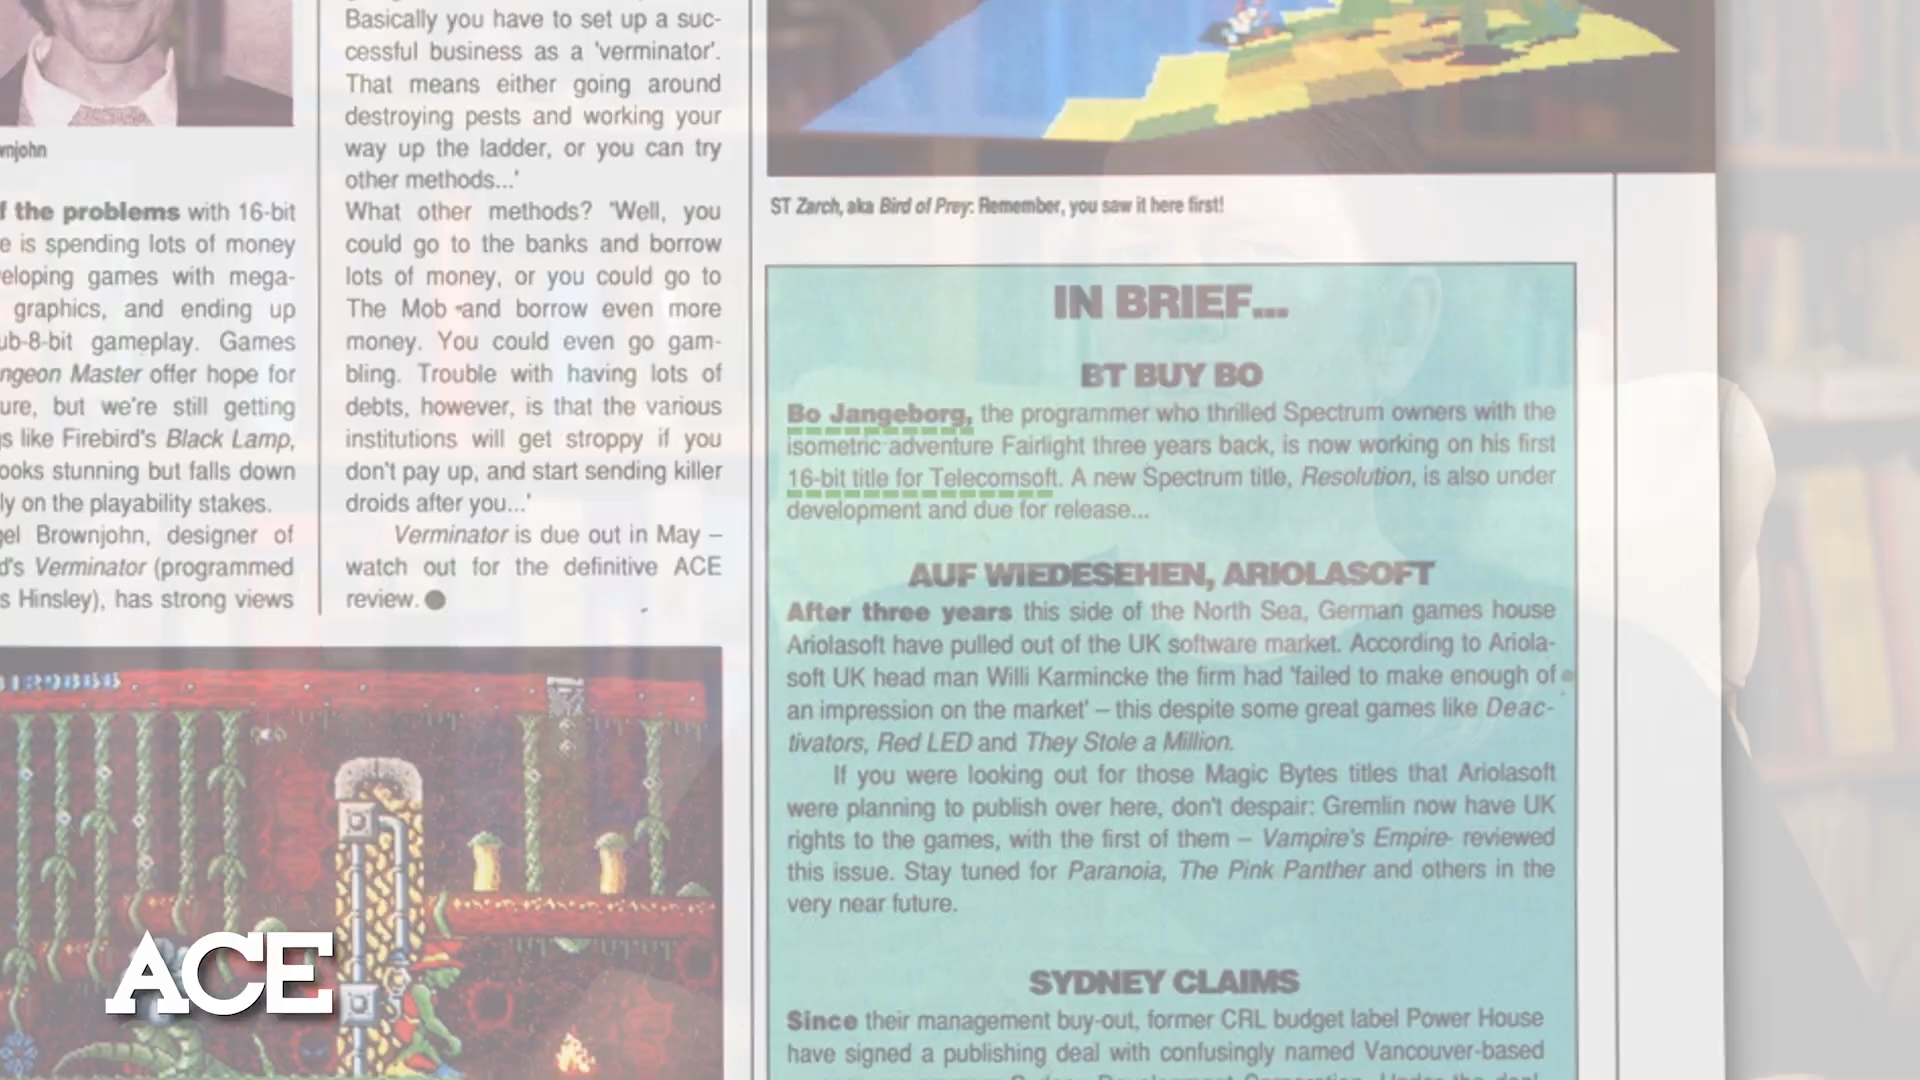 wnjohn
f the problems with 16-bit
e is spending lots of money
eloping games with mega-
graphics, and ending up
ub-8-bit gameplay. Games
ngeon Master offer hope for
ure, but we're still getting
s like Firebird's Black Lamp,
ooks stunning but falls down
ly on the playability stakes.
gel Brownjohn, designer of
d's Verminator (programmed
s Hinsley), has strong views
Basically you have to set up a suc-
cessful business as a 'verminator'.
That means either going around
destroying pests and working your
way up the ladder, or you can try
other methods...'
What other methods? 'Well, you
could go to the banks and borrow
lots of money, or you could go to
The Mob and borrow even more
money. You could even go gam-
bling. Trouble with having lots of
debts, however, is that the various
institutions will get stroppy if you
don't pay up, and start sending killer
droids after you...'
Verminator is due out in May –
watch out for the definitive ACE
review.
ST Zarch, aka Bird of Prey: Remember, you saw it here first!
IN BRIEF...
BT BUY BO
Bo Jangeborg, the programmer who thrilled Spectrum owners with the
isometric adventure Fairlight three years back, is now working on his first
16-bit title for Telecomsoft. A new Spectrum title, Resolution, is also under
development and due for release...
AUF WIEDESEHEN, ARIOLASOFT
After three years this side of the North Sea, German games house
Ariolasoft have pulled out of the UK software market. According to Ariola-
soft UK head man Willi Karmincke the firm had 'failed to make enough of
an impression on the market' – this despite some great games like Deac-
tivators, Red LED and They Stole a Million.
If you were looking out for those Magic Bytes titles that Ariolasoft
were planning to publish over here, don't despair: Gremlin now have UK
rights to the games, with the first of them – Vampire's Empire- reviewed
this issue. Stay tuned for Paranoia, The Pink Panther and others in the
very near future.
SYDNEY CLAIMS
Since their management buy-out, former CRL budget label Power House
have signed a publishing deal with confusingly named Vancouver-based
ACE